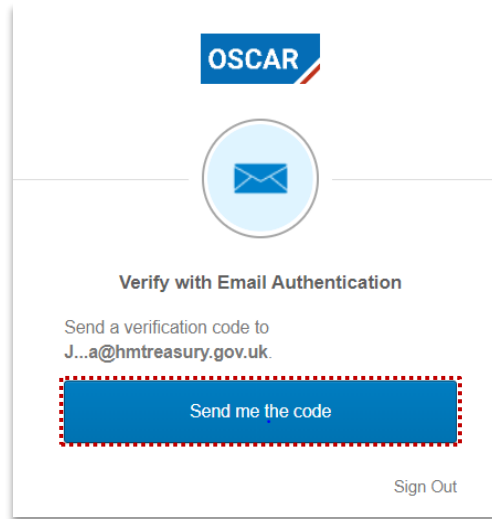 OSCAR
Verify with Email Authentication
Send a verification code to
J...a@hmtreasury.gov.uk.
Send me the code
Sign Out